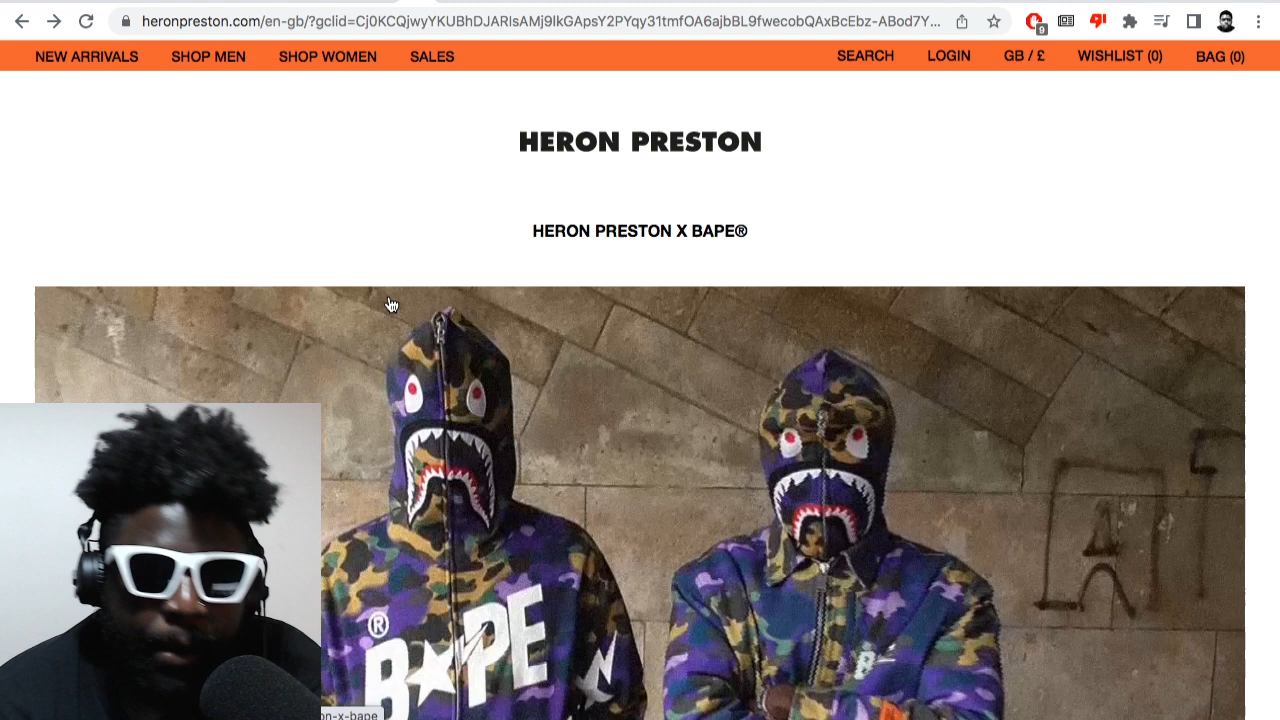 heronpreston.com/en-gb/?gclid=Cj0KCQjwyYKUBhDJARIsAMj9lkGApsY2PYqy31tmfOA6ajbBL9fwecobQAxBcEbz-ABod7Y...
9
NEW ARRIVALS SHOP MEN SHOP WOMEN SALES SEARCH LOGIN GB / £ WISHLIST (0) BAG (0)
HERON PRESTON
HERON PRESTON X BAPE®
® BAPE
on-x-bape